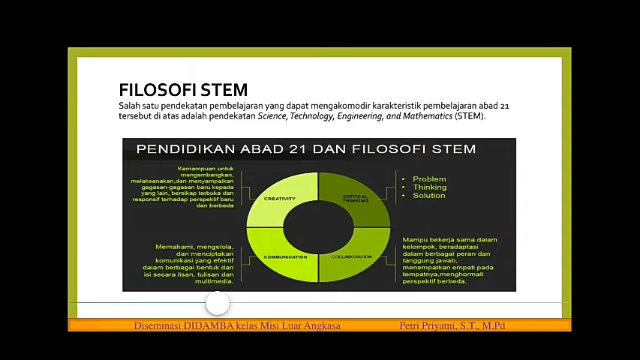 FILOSOFI STEM
Salah satu pendekatan pembelajaran yang dapat mengakomodir karakteristik pembelajaran abad 21
tersebut di atas adalah pendekatan Science, Technology, Engineering, and Mathematics (STEM).
PENDIDIKAN ABAD 21 DAN FILOSOFI STEM
Kemampuan untuk
mengembangkan,
melaksanakan,dan menyampaikan
gagasan-gagasan baru kepada
yang lain, bersikap terbuka dan
responsif terhadap perspektif baru
dan berbeda
CREATIVITY
CRITICAL
THINKING
• Problem
• Thinking
• Solution
Memahami, mengelola,
dan menciptakan
komunikasi yang efektif
dalam berbagai bentuk dan
isi secara lisan, tulisan dan
multimedia.
COMMUNICATION
COLLABORATION
Mampu bekerja sama dalam
kelompok, beradaptasi
dalam berbagai peran dan
tanggung jawab,
menempatkan empati pada
tempatnya,menghormati
perspektif berbeda.
Diseminasi DIDAMBA kelas Misi Luar Angkasa
Petri Priyatni, S.T., M.Pd